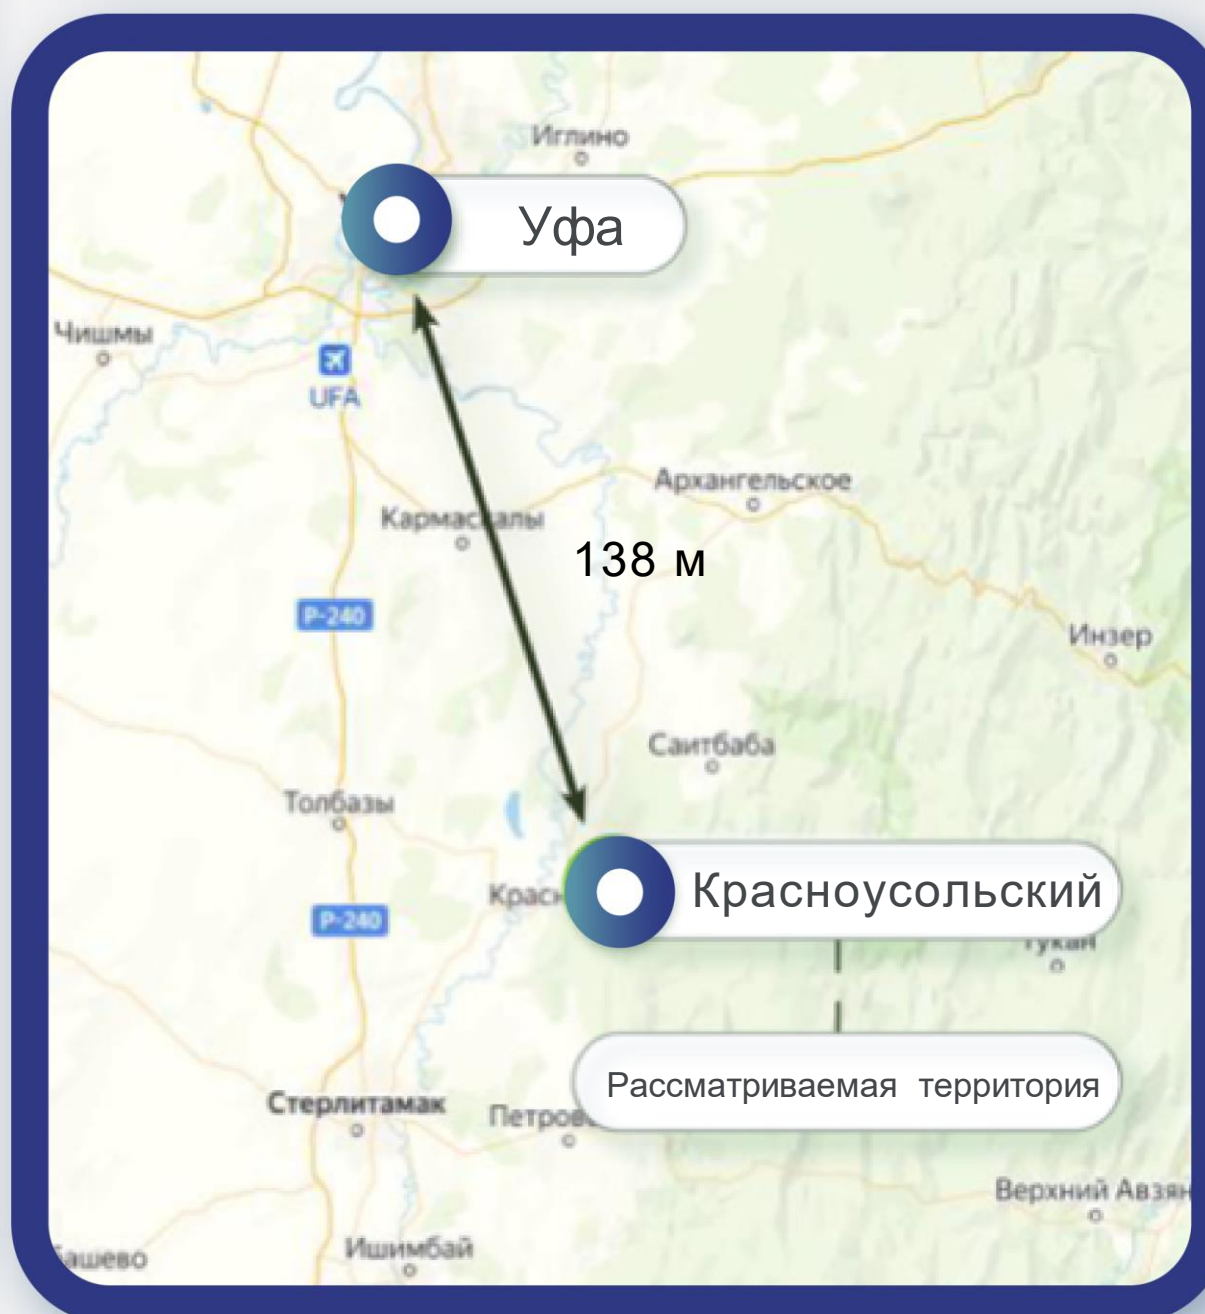 Иглино
Уфа
Чишмы
UFA
Архангельское
Кармаскалы
138 м
Р-240
Инзер
Саитбаба
Толбазы
Красноусольский
Р-240
Тукан
Рассматриваемая территория
Стерлитамак
Верхний Авзян
Ишимбай